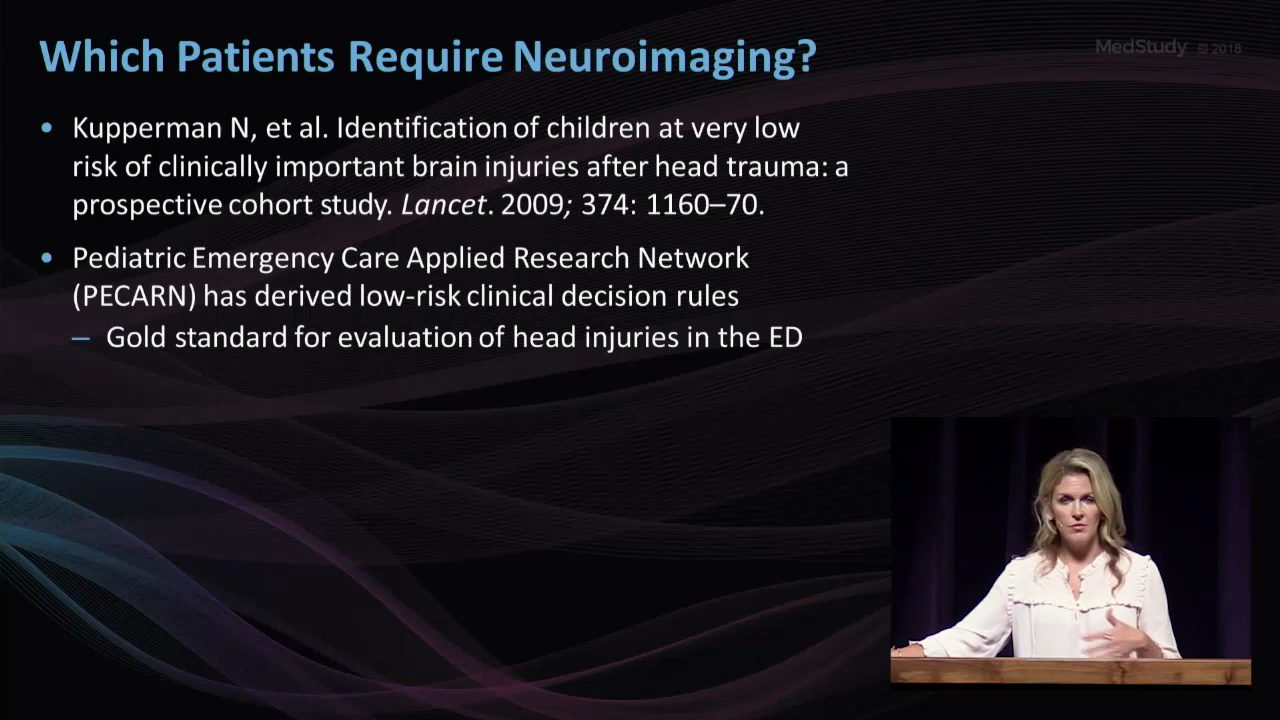 Which Patients Require Neuroimaging?
MedStudy © 2018
• Kupperman N, et al. Identification of children at very low
risk of clinically important brain injuries after head trauma: a
prospective cohort study. Lancet. 2009; 374: 1160–70.
• Pediatric Emergency Care Applied Research Network
(PECARN) has derived low-risk clinical decision rules
– Gold standard for evaluation of head injuries in the ED